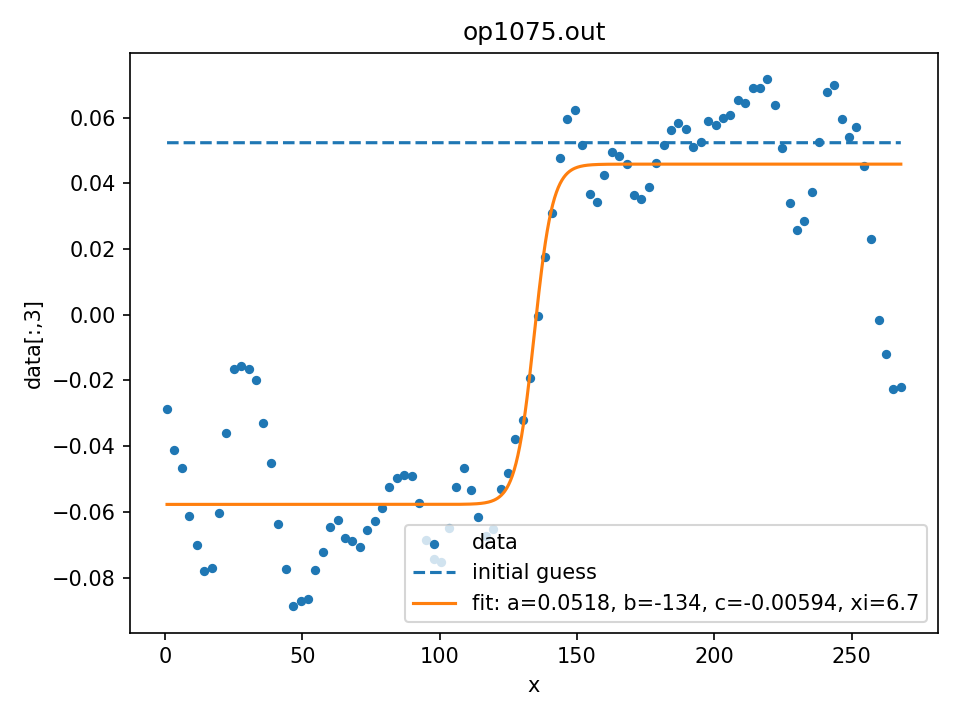 op1075.out
data[:,3]
0.06
0.04
0.02
0.00
−0.02
−0.04
−0.06
−0.08
data
initial guess
fit: a=0.0518, b=-134, c=-0.00594, xi=6.7
0 50 100 150 200 250
x